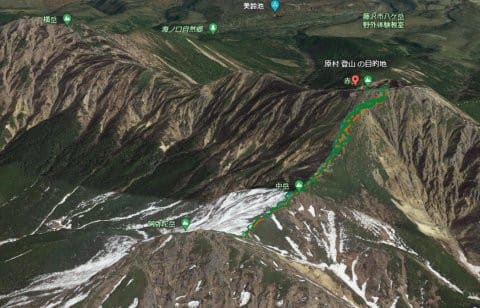 美鈴池
藤沢市八ケ岳
野外体験教室
横岳
海ノ口自然郷
原村 登山 の目的地
赤
中岳
阿弥陀岳